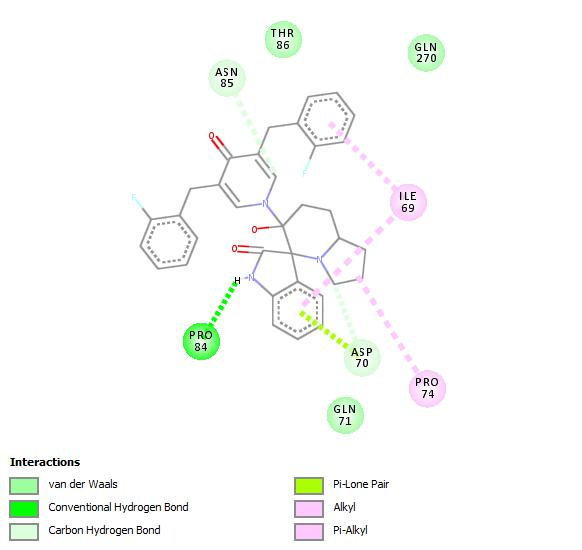 THR
86
GLN
270
ASN
85
O
F
F
N
ILE
69
O
O
N
H
N
PRO
84
ASP
70
PRO
74
GLN
71
Interactions
van der Waals
Conventional Hydrogen Bond
Carbon Hydrogen Bond
Pi-Lone Pair
Alkyl
Pi-Alkyl